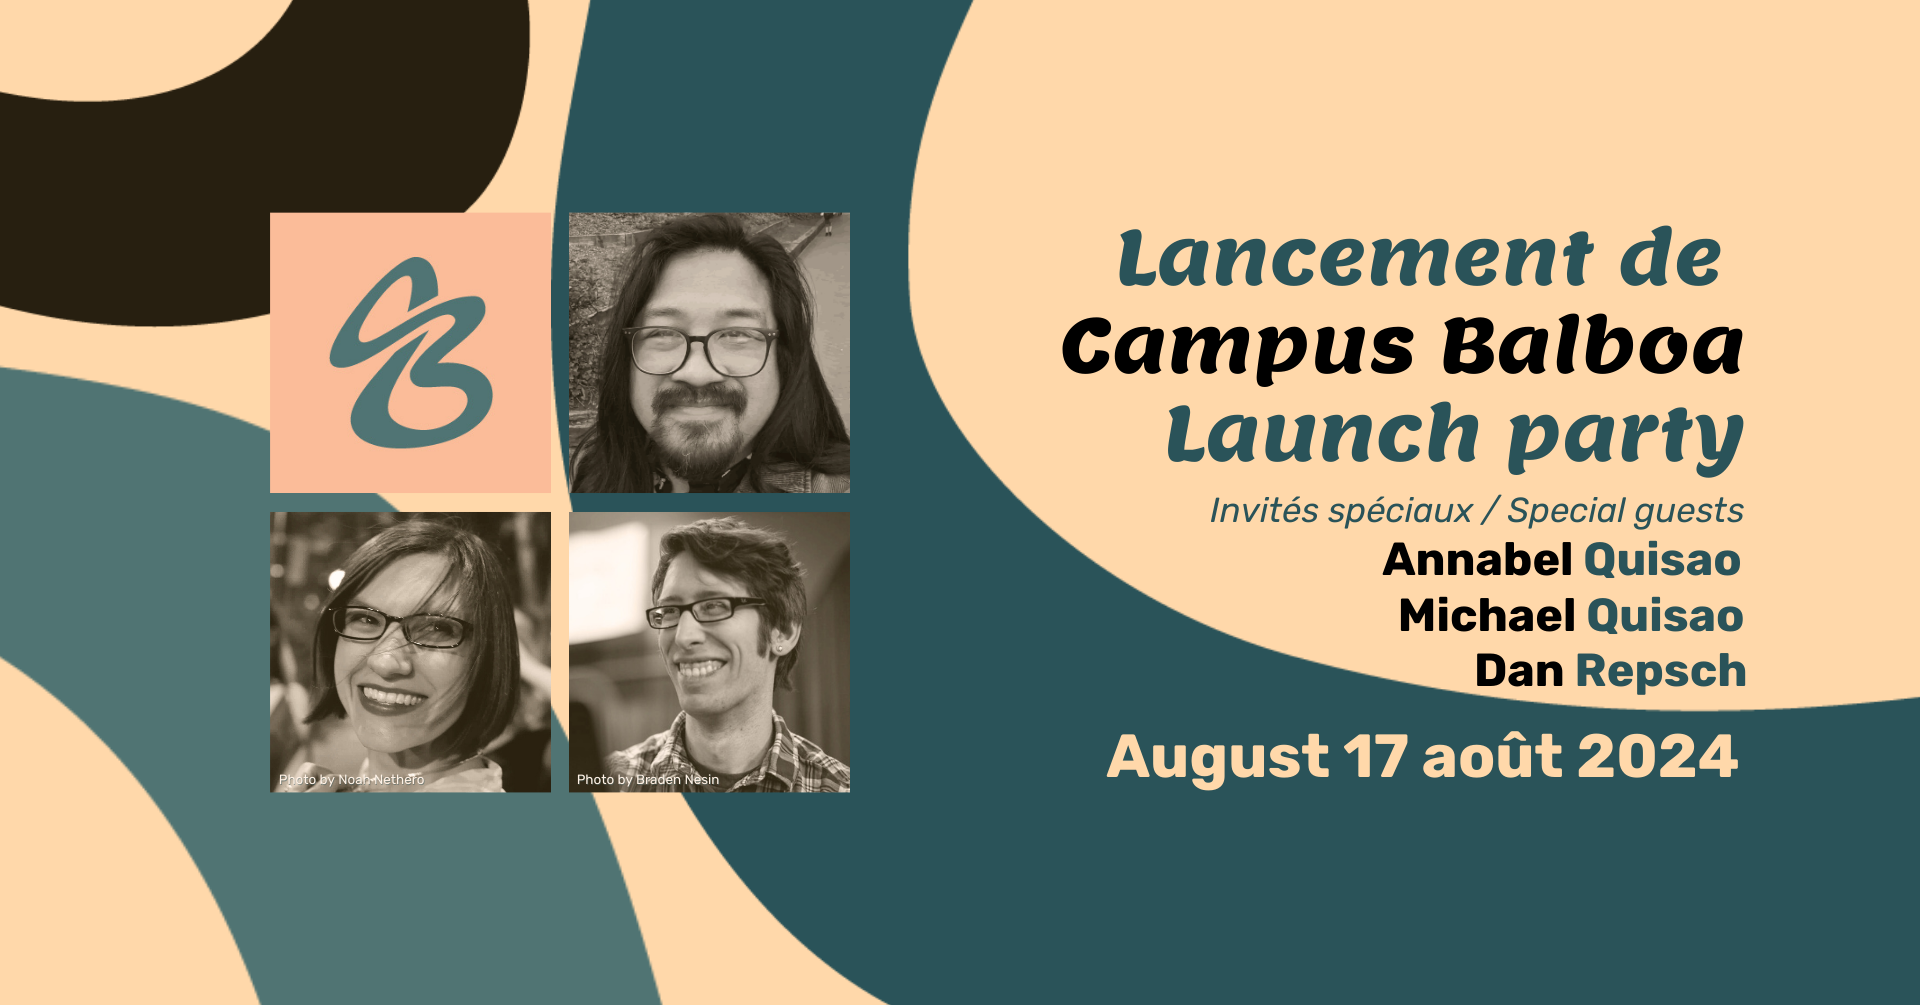 Lancement de
Campus Balboa
Launch party
Invités spéciaux / Special guests
Annabel Quisao
Michael Quisao
Dan Repsch
August 17 août 2024
Photo by Noah Nethero
Photo by Braden Nesin